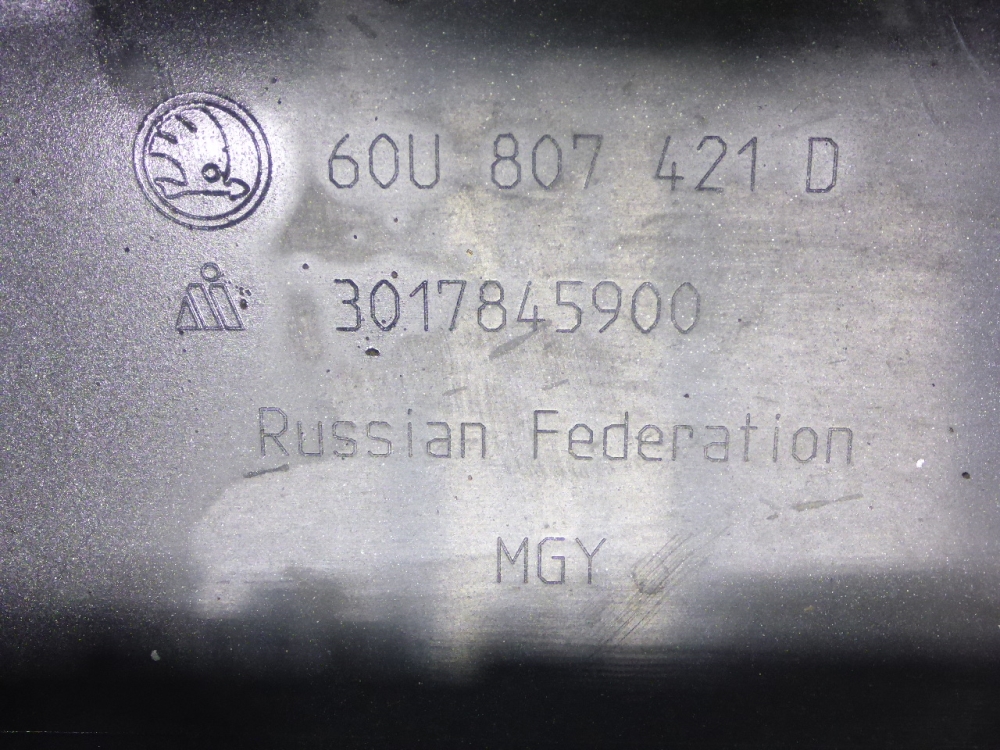 60U 807 421 D
3017845900
Russian Federation
MGY